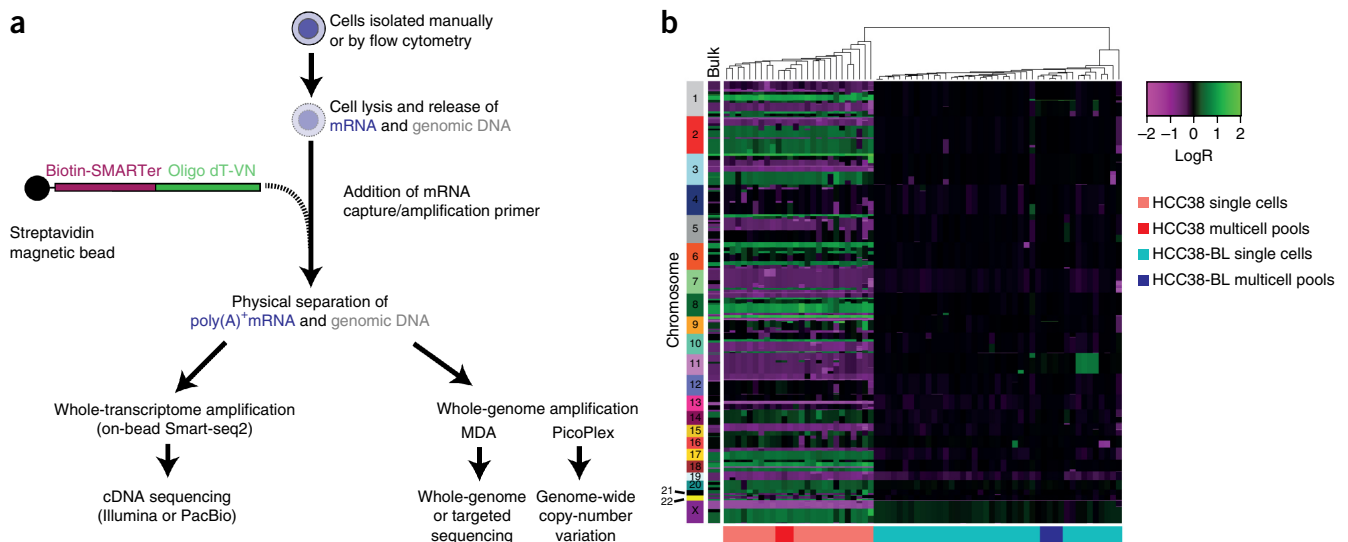 a
Cells isolated manually
or by flow cytometry
Cell lysis and release of
mRNA and genomic DNA
Biotin-SMARTer Oligo dT-VN
Streptavidin
magnetic bead
Addition of mRNA
capture/amplification primer
Physical separation of
poly(A)+mRNA and genomic DNA
Whole-transcriptome amplification
(on-bead Smart-seq2)
cDNA sequencing
(Illumina or PacBio)
Whole-genome amplification
MDA PicoPlex
Whole-genome
or targeted
sequencing
Genome-wide
copy-number
variation
b
Bulk
Chromosome
1
2
3
4
5
6
7
8
9
10
11
12
13
14
15
16
17
18
19
20
21
22
X
–2 –1 0 1 2
LogR
HCC38 single cells
HCC38 multicell pools
HCC38-BL single cells
HCC38-BL multicell pools